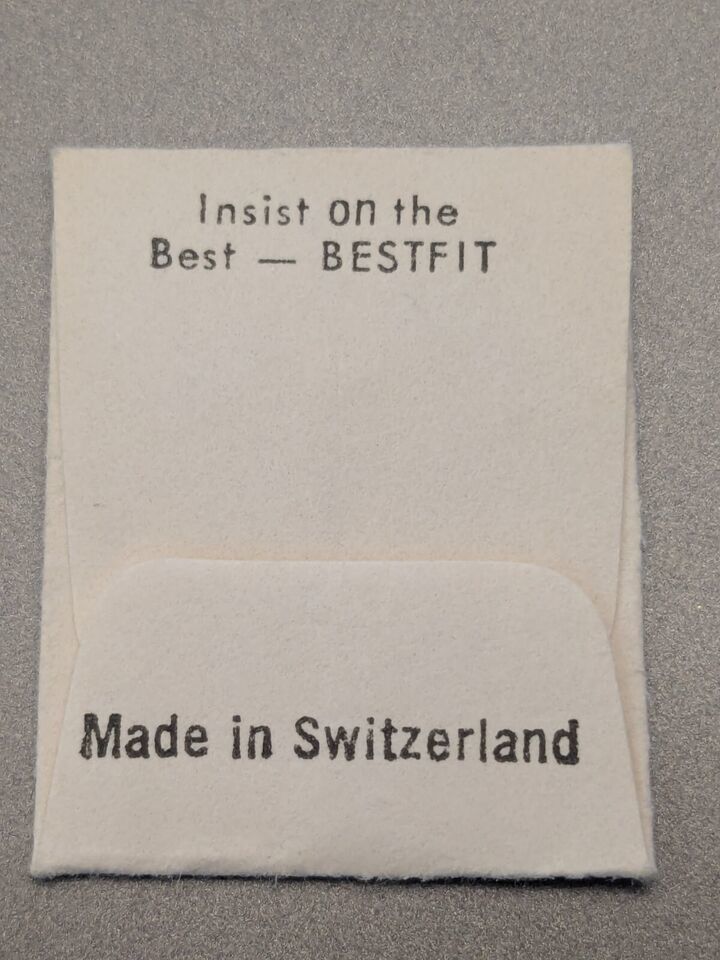 Insist on the
Best — BESTFIT
Made in Switzerland